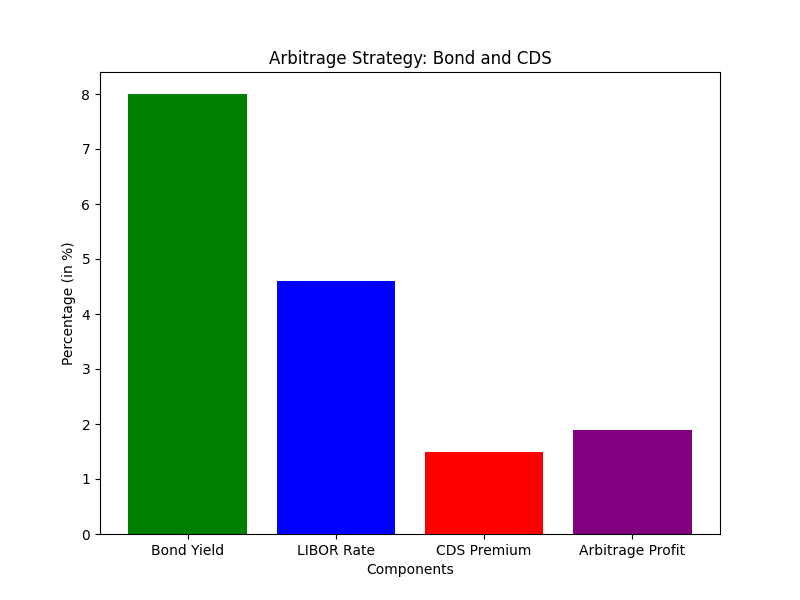 Arbitrage Strategy: Bond and CDS
Percentage (in %)
8
7
6
5
4
3
2
1
0
Bond Yield
LIBOR Rate
CDS Premium
Arbitrage Profit
Components